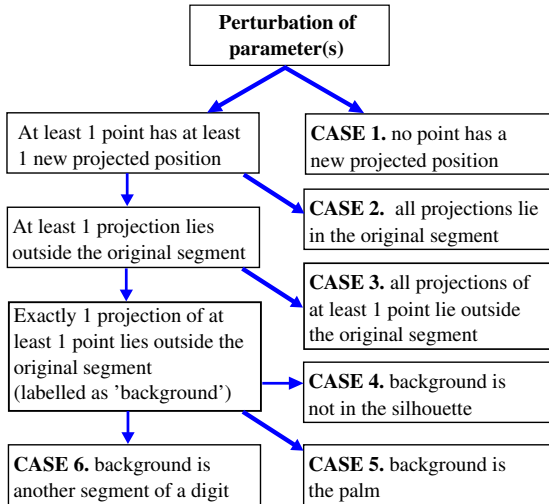 Perturbation of
parameter(s)
At least 1 point has at least
1 new projected position
CASE 1. no point has a
new projected position
CASE 2. all projections lie
in the original segment
At least 1 projection lies
outside the original segment
CASE 3. all projections of
at least 1 point lie outside
the original segment
Exactly 1 projection of at
least 1 point lies outside the
original segment
(labelled as 'background')
CASE 4. background is
not in the silhouette
CASE 6. background is
another segment of a digit
CASE 5. background is
the palm